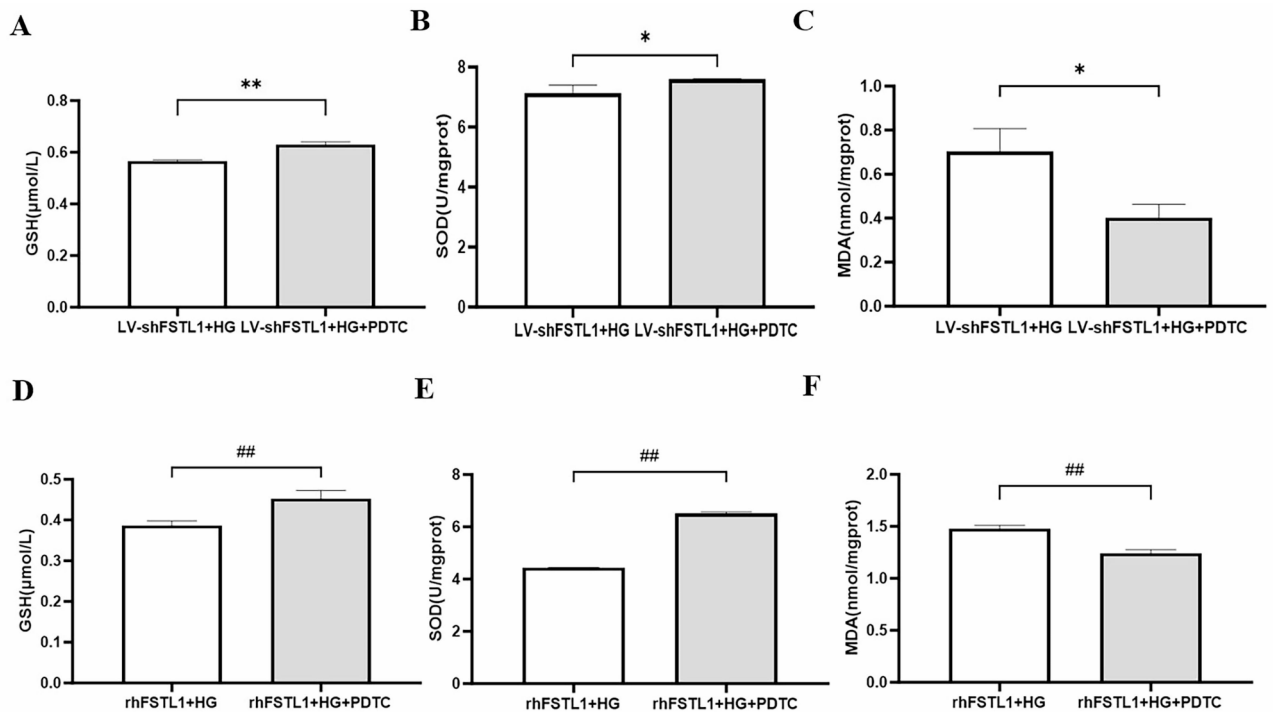 A
**
GSH(μmol/L)
0.8
0.6
0.4
0.2
0.0
LV-shFSTL1+HG LV-shFSTL1+HG+PDTC
B
*
SOD(U/mgprot)
8
6
4
2
0
LV-shFSTL1+HG LV-shFSTL1+HG+PDTC
C
*
MDA(nmol/mgprot)
1.0
0.8
0.6
0.4
0.2
0.0
LV-shFSTL1+HG LV-shFSTL1+HG+PDTC
D
##
GSH(μmol/L)
0.5
0.4
0.3
0.2
0.1
0.0
rhFSTL1+HG rhFSTL1+HG+PDTC
E
##
SOD(U/mgprot)
8
6
4
2
0
rhFSTL1+HG rhFSTL1+HG+PDTC
F
##
MDA(nmol/mgprot)
2.0
1.5
1.0
0.5
0.0
rhFSTL1+HG rhFSTL1+HG+PDTC